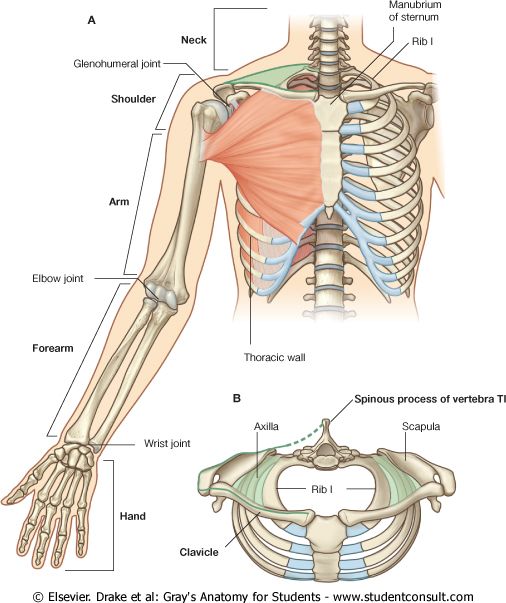 A
Neck
Manubrium
of sternum
Rib I
Glenohumeral joint
Shoulder
Arm
Elbow joint
Forearm
Thoracic wall
Wrist joint
Hand
B
Spinous process of vertebra TI
Axilla
Scapula
Rib I
Clavicle
© Elsevier. Drake et al: Gray's Anatomy for Students - www.studentconsult.com